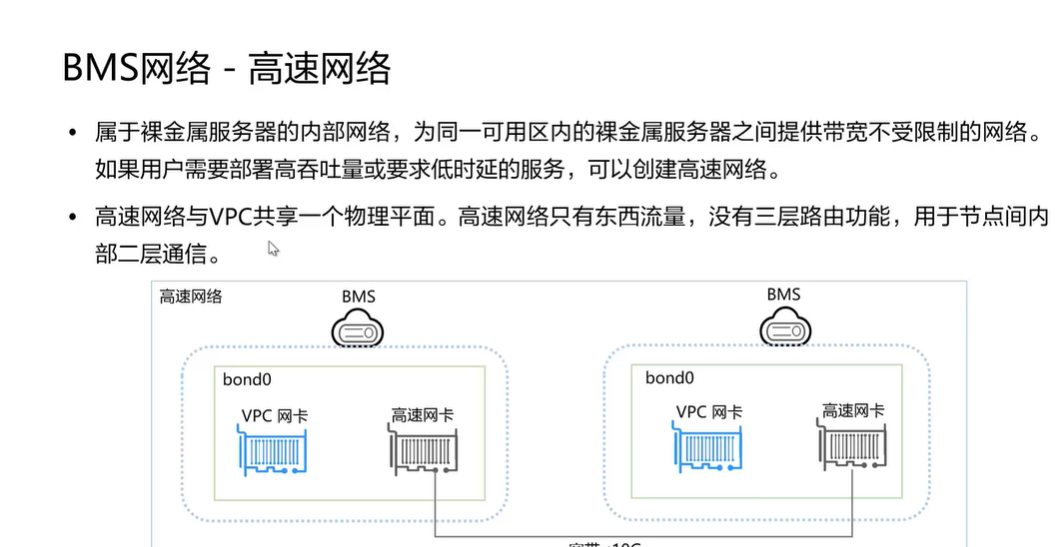 BMS网络 - 高速网络
• 属于裸金属服务器的内部网络，为同一可用区内的裸金属服务器之间提供带宽不受限制的网络。
如果用户需要部署高吞吐量或要求低时延的服务，可以创建高速网络。
• 高速网络与VPC共享一个物理平面。高速网络只有东西流量，没有三层路由功能，用于节点间内
部二层通信。
高速网络
BMS
BMS
bond0
bond0
VPC 网卡
高速网卡
VPC 网卡
高速网卡